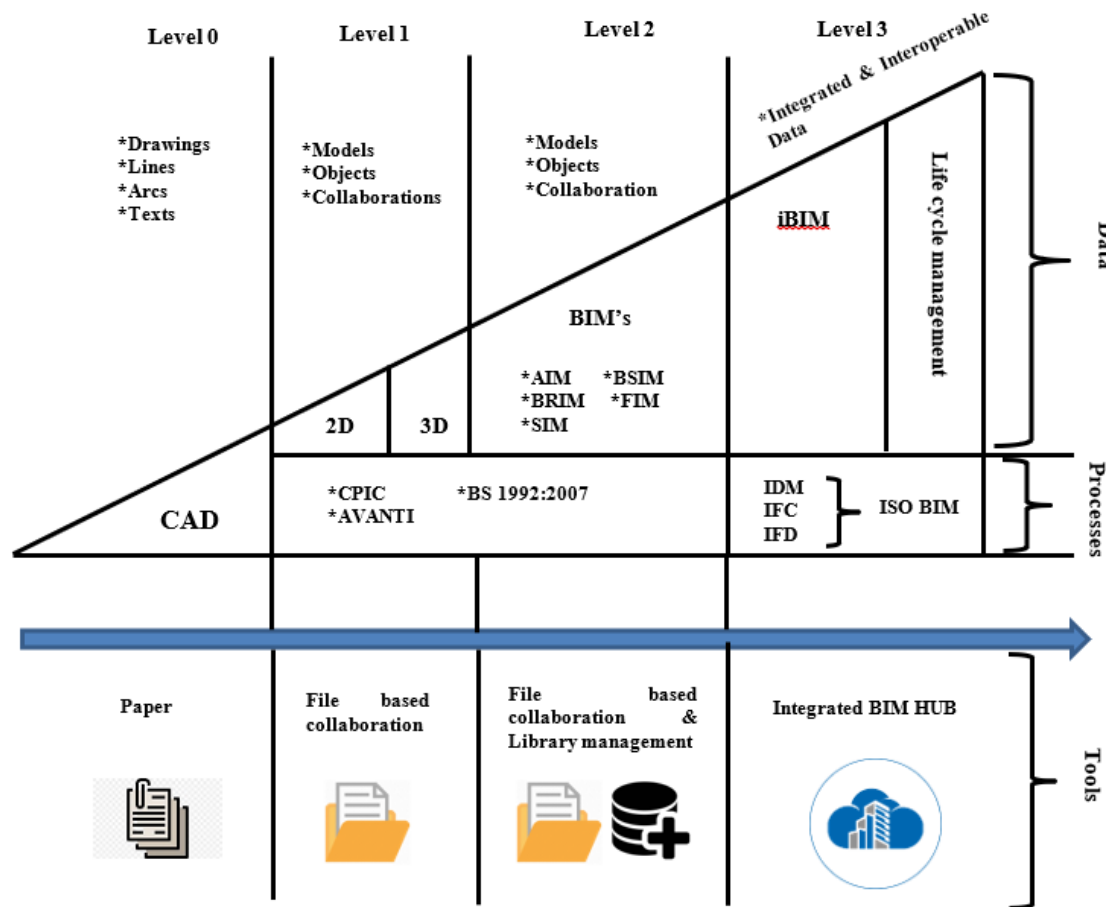 Level 0
Level 1
Level 2
Level 3
*Drawings
*Lines
*Arcs
*Texts
*Models
*Objects
*Collaborations
*Models
*Objects
*Collaboration
*Integrated & Interoperable
Data
iBIM
Life cycle management
Data
BIM's
*AIM *BSIM
*BRIM *FIM
*SIM
2D
3D
CAD
*CPIC
*AVANTI
*BS 1992:2007
IDM
IFC
IFD
ISO BIM
Processes
Paper
File based
collaboration
File based
collaboration &
Library management
Integrated BIM HUB
Tools